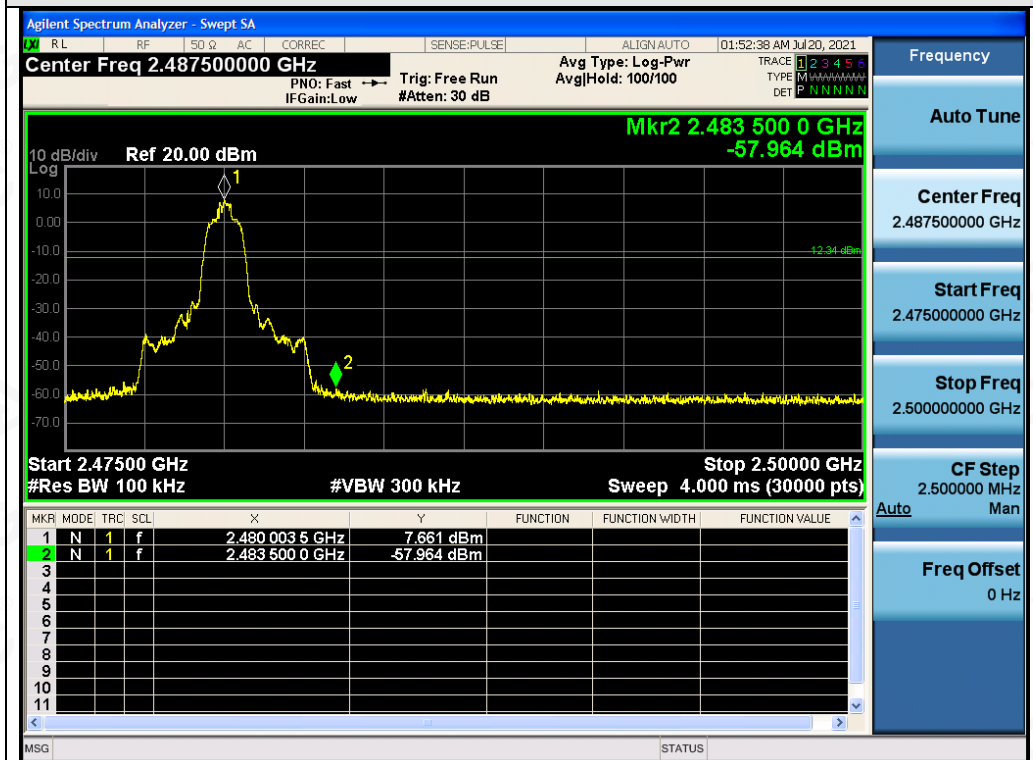 Agilent Spectrum Analyzer - Swept SA
LXI RL RF 50 Ω AC CORREC SENSE:PULSE ALIGN AUTO 01:52:38 AM Jul 20, 2021
Center Freq 2.487500000 GHz
PNO: Fast
IFGain:Low
Trig: Free Run
#Atten: 30 dB
Avg Type: Log-Pwr
Avg|Hold: 100/100
TRACE 1 2 3 4 5 6
TYPE M
DET P N N N N N
Mkr2 2.483 500 0 GHz
-57.964 dBm
10 dB/div Ref 20.00 dBm
Log
10.0
0.00
-10.0
-20.0
-30.0
-40.0
-50.0
-60.0
-70.0
1
2
-12.34 dBm
Start 2.47500 GHz Stop 2.50000 GHz
#Res BW 100 kHz #VBW 300 kHz Sweep 4.000 ms (30000 pts)
MKR MODE TRC SCL X Y FUNCTION FUNCTION WIDTH FUNCTION VALUE
1 N 1 f 2.480 003 5 GHz 7.661 dBm
2 N 1 f 2.483 500 0 GHz -57.964 dBm
3
4
5
6
7
8
9
10
11
MSG STATUS
Frequency
Auto Tune
Center Freq
2.487500000 GHz
Start Freq
2.475000000 GHz
Stop Freq
2.500000000 GHz
CF Step
2.500000 MHz
Auto Man
Freq Offset
0 Hz